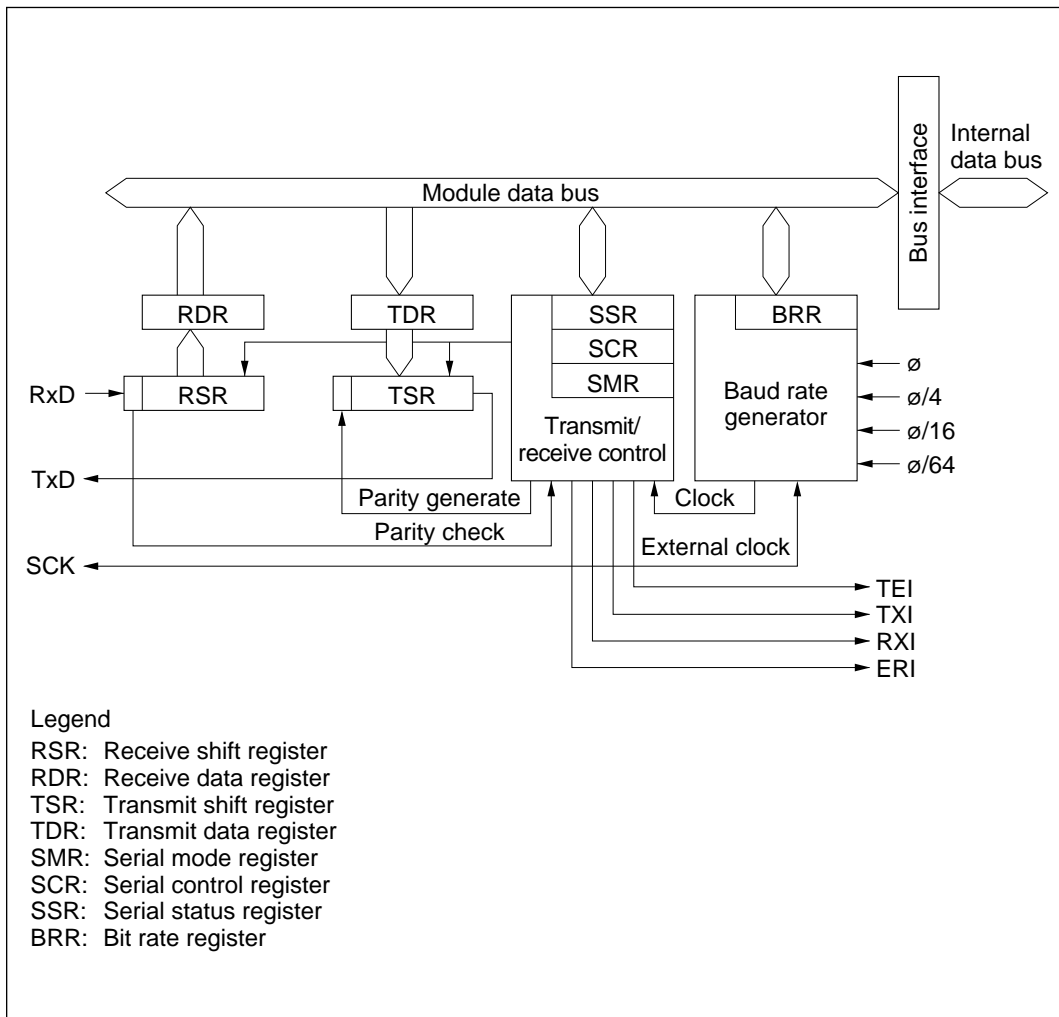 Internal
data bus
Bus interface
Module data bus
RDR
TDR
SSR
SCR
SMR
BRR
RxD
RSR
TSR
Transmit/
receive control
Baud rate
generator
ø
ø/4
ø/16
ø/64
TxD
Parity generate
Clock
Parity check
External clock
SCK
TEI
TXI
RXI
ERI
Legend
RSR: Receive shift register
RDR: Receive data register
TSR: Transmit shift register
TDR: Transmit data register
SMR: Serial mode register
SCR: Serial control register
SSR: Serial status register
BRR: Bit rate register